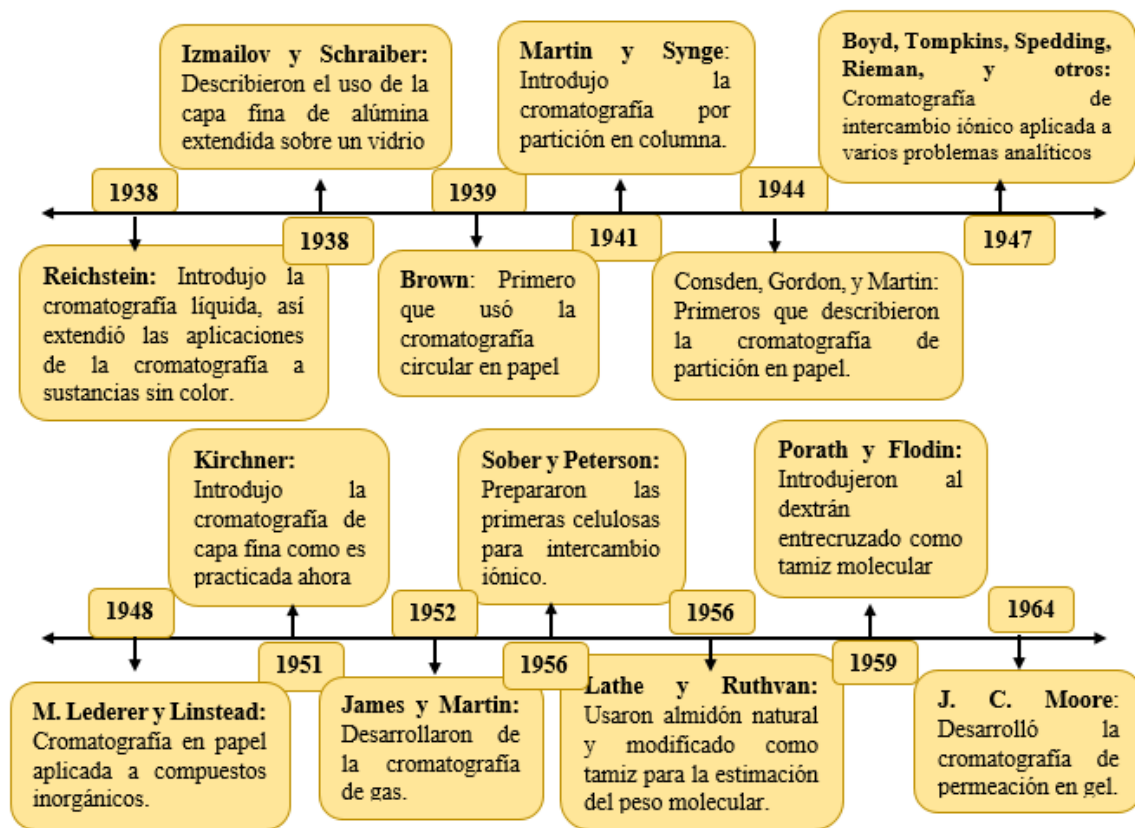 Izmailov y Schraiber:
Describieron el uso de la
capa fina de alúmina
extendida sobre un vidrio
Martin y Synge:
Introdujo la
cromatografía por
partición en columna.
Boyd, Tompkins, Spedding,
Rieman, y otros:
Cromatografía de
intercambio iónico aplicada a
varios problemas analíticos
1938
1938
1939
1941
1944
1947
Reichstein: Introdujo la
cromatografía líquida, así
extendió las aplicaciones
de la cromatografía a
sustancias sin color.
Brown: Primero
que usó la
cromatografía
circular en papel
Consden, Gordon, y Martin:
Primeros que describieron
la cromatografía de
partición en papel.
Kirchner:
Introdujo la
cromatografía de
capa fina como es
practicada ahora
Sober y Peterson:
Prepararon las
primeras celulosas
para intercambio
iónico.
Porath y Flodin:
Introdujeron al
dextrán
entrecruzado como
tamiz molecular
1948
1951
1952
1956
1956
1959
1964
M. Lederer y Linstead:
Cromatografía en papel
aplicada a compuestos
inorgánicos.
James y Martin:
Desarrollaron de
la cromatografía
de gas.
Lathe y Ruthvan:
Usaron almidón natural
y modificado como
tamiz para la estimación
del peso molecular.
J. C. Moore:
Desarrolló la
cromatografía de
permeación en gel.